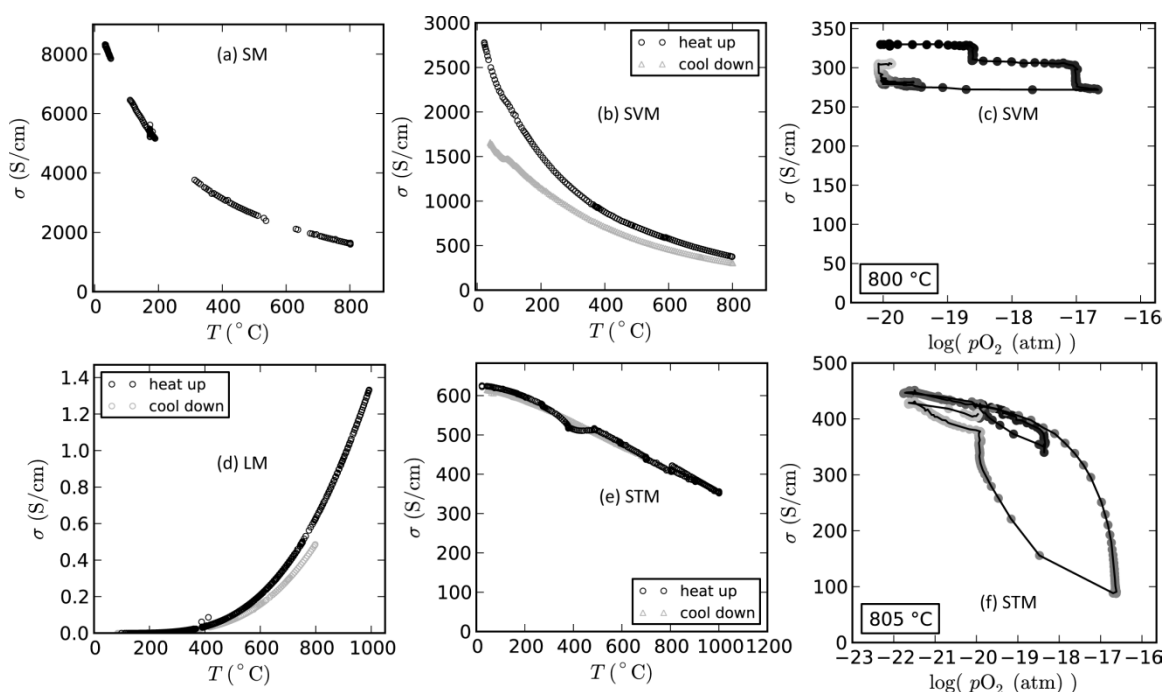 8000
6000
4000
2000
0
σ (S/cm)
(a) SM
0 200 400 600 800
T (°C)
3000
2500
2000
1500
1000
500
0
σ (S/cm)
heat up
cool down
(b) SVM
0 200 400 600 800
T (°C)
350
300
250
200
150
100
50
0
σ (S/cm)
(c) SVM
800 °C
−20 −19 −18 −17 −16
log( pO₂ (atm) )
1.4
1.2
1.0
0.8
0.6
0.4
0.2
0.0
σ (S/cm)
heat up
cool down
(d) LM
0 200 400 600 800 1000
T (°C)
600
500
400
300
200
100
0
σ (S/cm)
(e) STM
heat up
cool down
0 200 400 600 800 1000 1200
T (°C)
500
400
300
200
100
0
σ (S/cm)
(f) STM
805 °C
−23 −22 −21 −20 −19 −18 −17 −16
log( pO₂ (atm) )